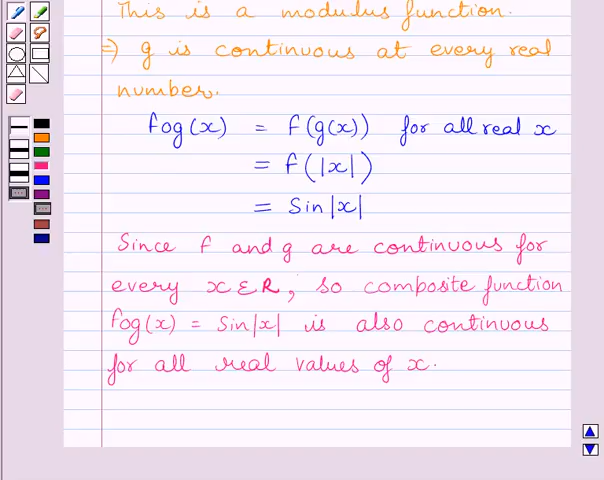 This is a modulus function.
⇒ g is continuous at every real
number.
fog(x) = f(g(x)) for all real x
= f(|x|)
= Sin|x|
Since f and g are continuous for
every x ε R, so composite function
fog(x) = Sin|x| is also continuous
for all real values of x.